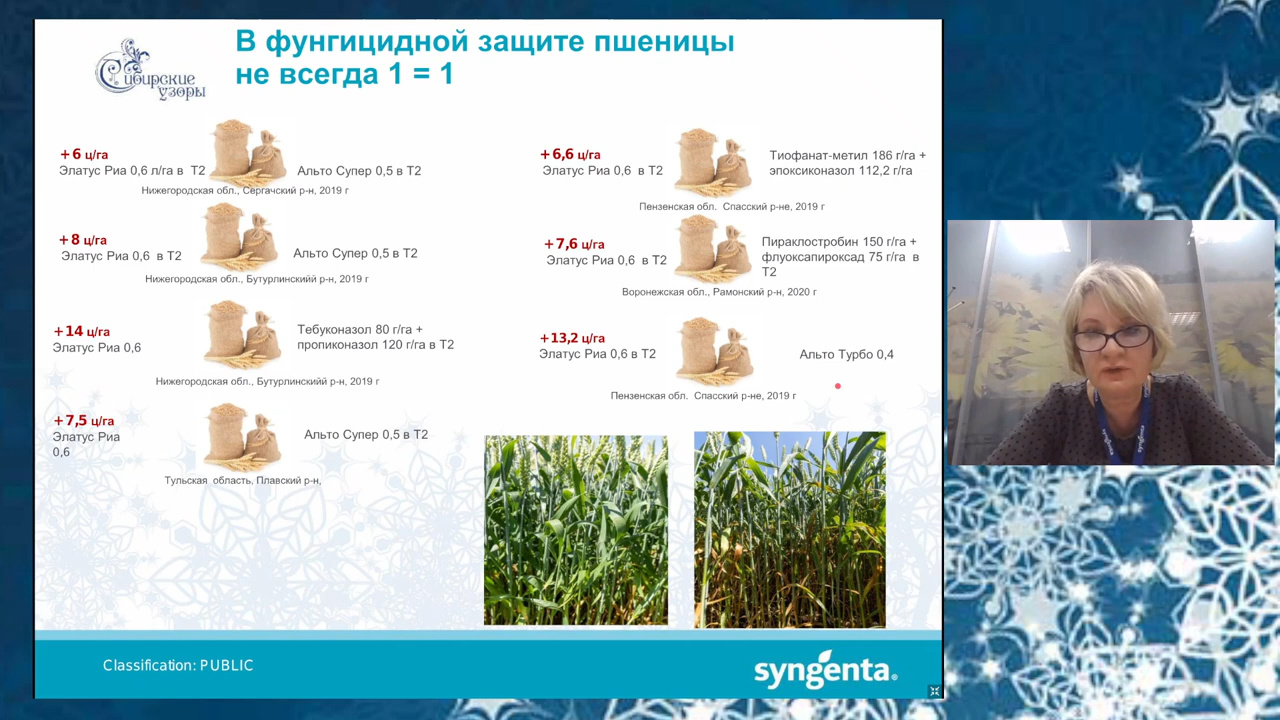 В фунгицидной защите пшеницы
не всегда 1 = 1
Сибирские
узоры
+6 ц/га
Элатус Риа 0,6 л/га в Т2
Альто Супер 0,5 в Т2
Нижегородская обл., Сергачский р-н, 2019 г
+8 ц/га
Элатус Риа 0,6 в Т2
Альто Супер 0,5 в Т2
Нижегородская обл., Бутурлинскийи р-н, 2019 г
+14 ц/га
Элатус Риа 0,6
Тебуконазол 80 г/га +
пропиконазол 120 г/га в Т2
Нижегородская обл., Бутурлинскиййй р-н, 2019 г
+7,5 ц/га
Элатус Риа
0,6
Альто Супер 0,5 в Т2
Тульская область, Плавский р-н,
+6,6 ц/га
Элатус Риа 0,6 в Т2
Тиофанат-метил 186 г/га +
эпоксиконазол 112,2 г/га
Пензенская обл. Спасский р-не, 2019 г
+7,6 ц/га
Элатус Риа 0,6 в Т2
Пираклостробин 150 г/га +
флуоксапироксад 75 г/га в
Т2
Воронежская обл., Рамонский р-н, 2020 г
+13,2 ц/га
Элатус Риа 0,6 в Т2
Альто Турбо 0,4
Пензенская обл. Спасский р-не, 2019 г
Classification: PUBLIC
syngenta®
syngenta